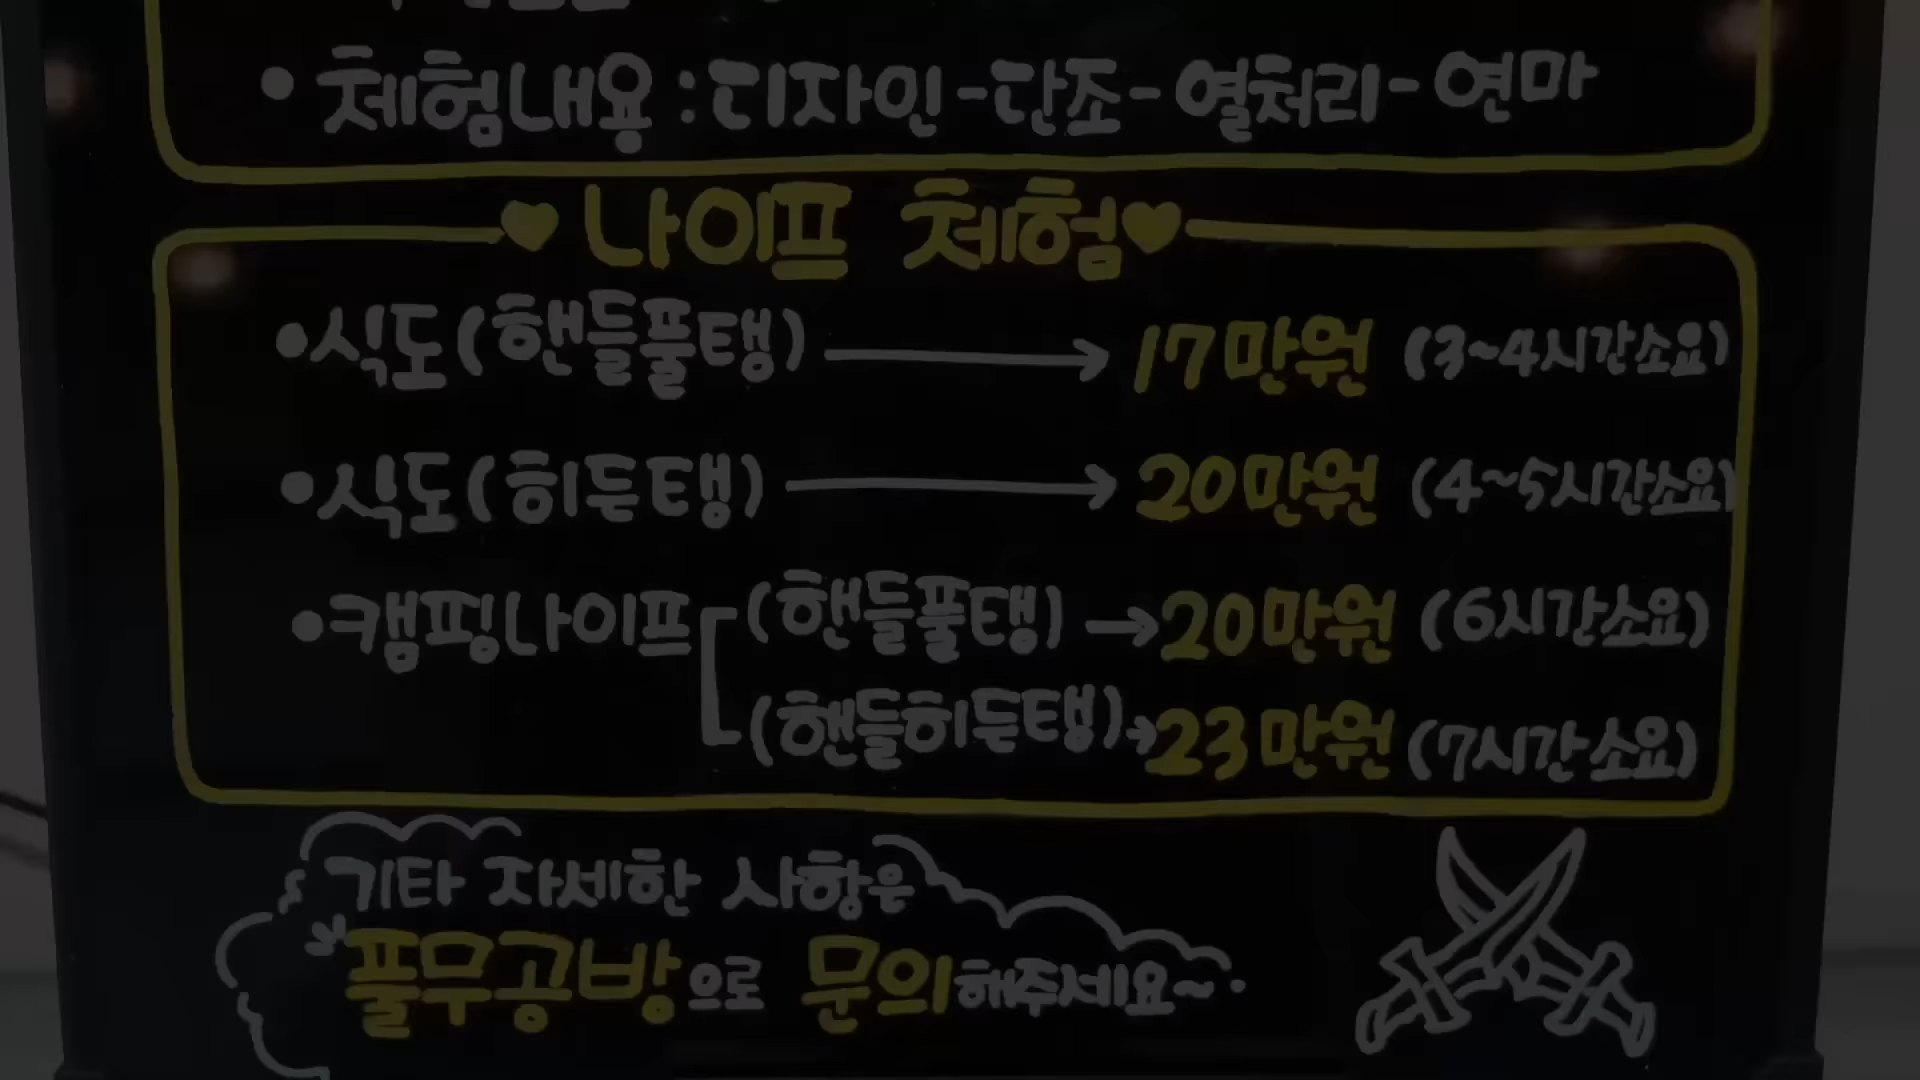 • 체험내용 : 디자인 - 단조 - 열처리 - 연마
♥ 나이프 체험 ♥
• 식도(핸들풀탱) → 17만원 (3~4시간소요)
• 식도(히든탱) → 20만원 (4~5시간소요)
• 캠핑나이프 (핸들풀탱) → 20만원 (6시간소요)
(핸들히든탱) → 23만원 (7시간소요)
기타 자세한 사항은
풀무공방으로 문의해주세요~.